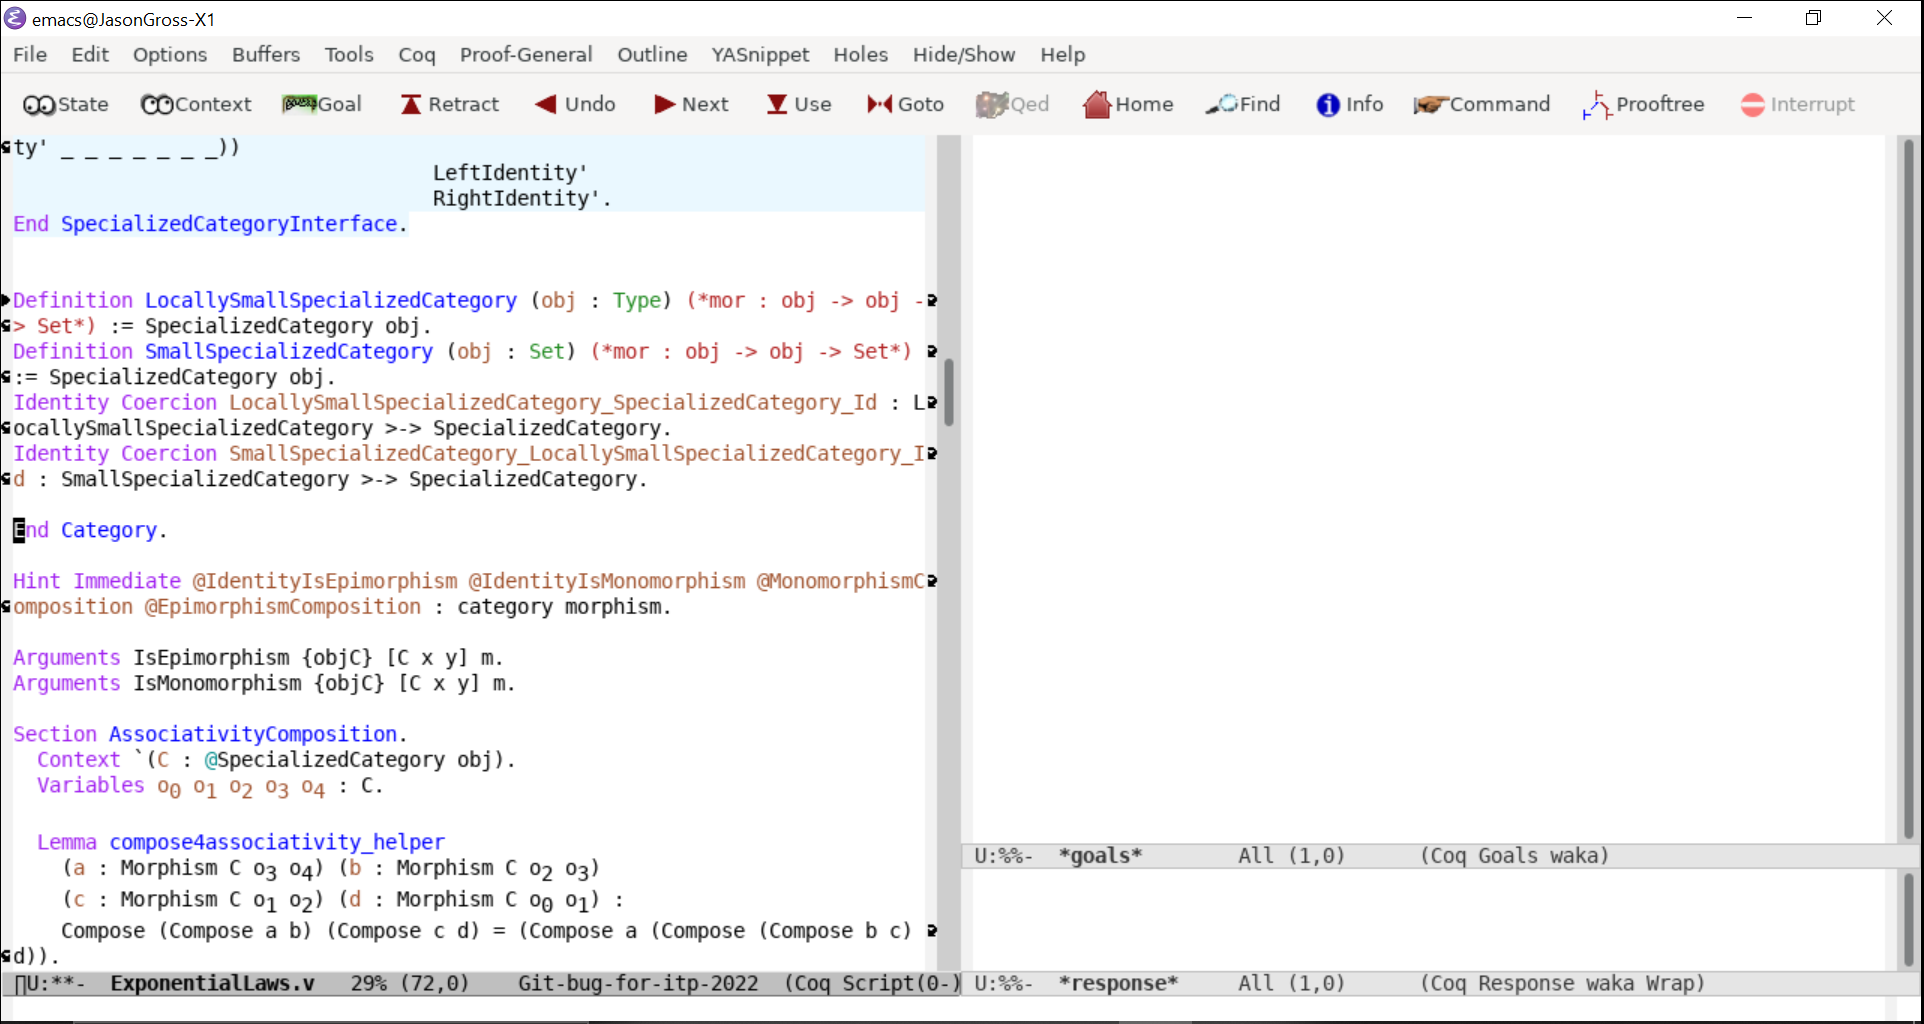 emacs@JasonGross-X1
File Edit Options Buffers Tools Coq Proof-General Outline YASnippet Holes Hide/Show Help
State Context Goal Retract Undo Next Use Goto Qed Home Find Info Command Prooftree Interrupt
ty' _ _ _ _ _ _ _))
LeftIdentity'
RightIdentity'.
End SpecializedCategoryInterface.
Definition LocallySmallSpecializedCategory (obj : Type) (*mor : obj -> obj -
> Set*) := SpecializedCategory obj.
Definition SmallSpecializedCategory (obj : Set) (*mor : obj -> obj -> Set*)
:= SpecializedCategory obj.
Identity Coercion LocallySmallSpecializedCategory_SpecializedCategory_Id : L
ocallySmallSpecializedCategory >-> SpecializedCategory.
Identity Coercion SmallSpecializedCategory_LocallySmallSpecializedCategory_I
d : SmallSpecializedCategory >-> SpecializedCategory.
End Category.
Hint Immediate @IdentityIsEpimorphism @IdentityIsMonomorphism @MonomorphismC
omposition @EpimorphismComposition : category morphism.
Arguments IsEpimorphism {objC} [C x y] m.
Arguments IsMonomorphism {objC} [C x y] m.
Section AssociativityComposition.
Context `(C : @SpecializedCategory obj).
Variables o₀ o₁ o₂ o₃ o₄ : C.
Lemma compose4associativity_helper
(a : Morphism C o₃ o₄) (b : Morphism C o₂ o₃)
(c : Morphism C o₁ o₂) (d : Morphism C o₀ o₁) :
Compose (Compose a b) (Compose c d) = (Compose a (Compose (Compose b c)
d)).
U:**- ExponentialLaws.v 29% (72,0) Git-bug-for-itp-2022 (Coq Script(0-)
U:%%- *goals* All (1,0) (Coq Goals waka)
U:%%- *response* All (1,0) (Coq Response waka Wrap)